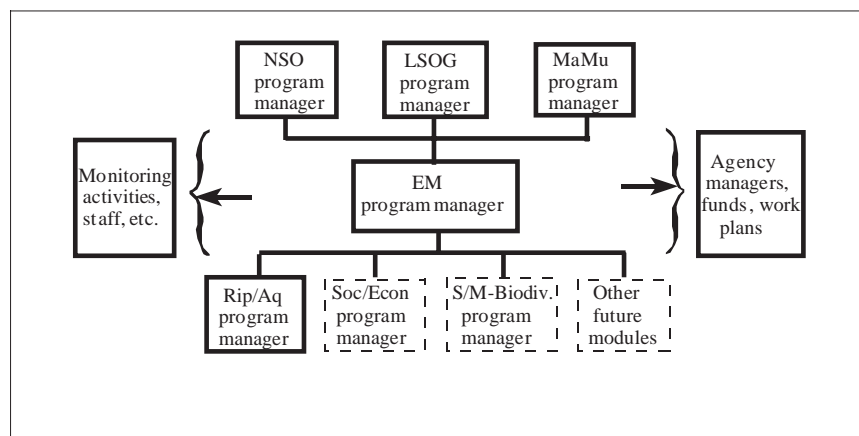 NSO
program
manager
LSOG
program
manager
MaMu
program
manager
Monitoring
activities,
staff, etc.
EM
program manager
Agency
managers,
funds, work
plans
Rip/Aq
program
manager
Soc/Econ
program
manager
S/M-Biodiv.
program
manager
Other
future
modules